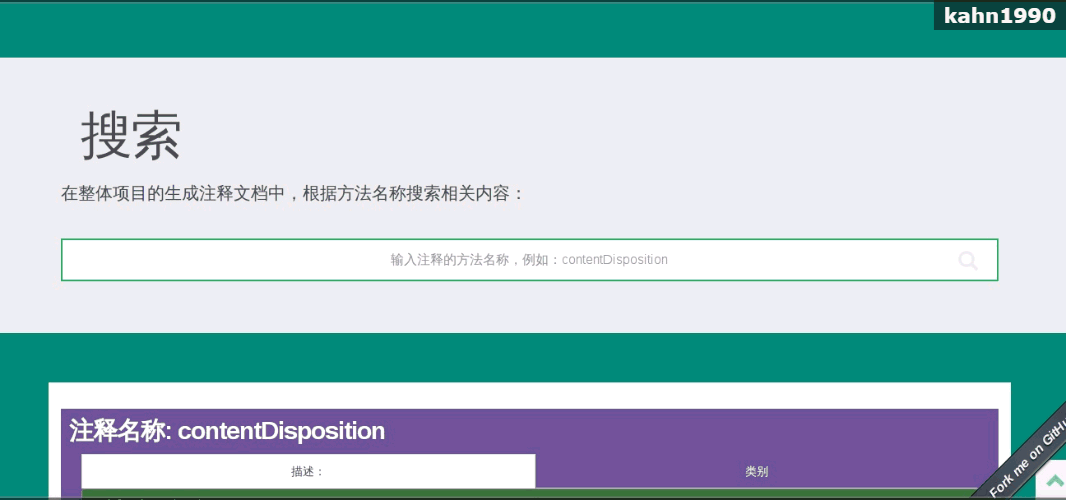 kahn1990
搜索
在整体项目的生成注释文档中，根据方法名称搜索相关内容：
输入注释的方法名称，例如：contentDisposition
注释名称: contentDisposition
描述：
类别
Fork me on GitHu